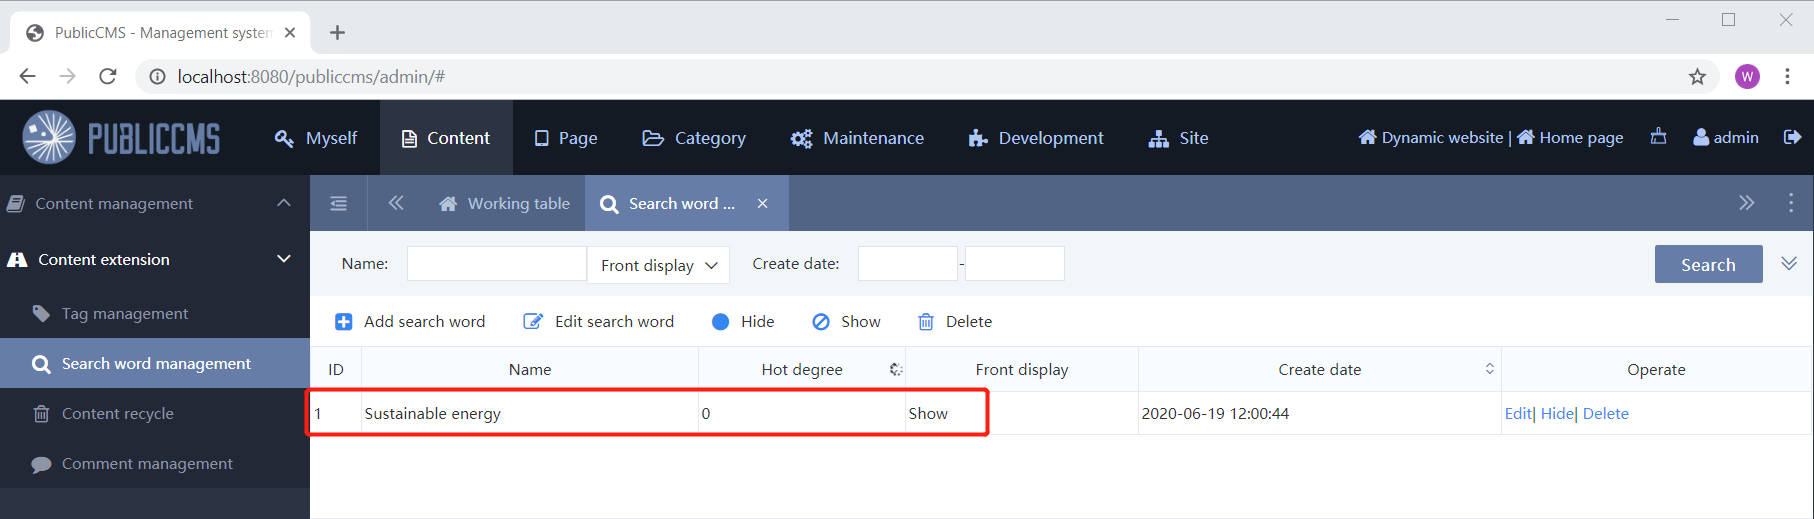 PublicCMS - Management system
localhost:8080/publiccms/admin/#
W
PUBLICCMS
Myself
Content
Page
Category
Maintenance
Development
Site
Dynamic website | Home page
admin
Content management
Working table
Search word ...
Content extension
Name:
Front display
Create date:
-
Search
Tag management
Add search word
Edit search word
Hide
Show
Delete
Search word management
ID
Name
Hot degree
Front display
Create date
Operate
Content recycle
1
Sustainable energy
0
Show
2020-06-19 12:00:44
Edit| Hide| Delete
Comment management